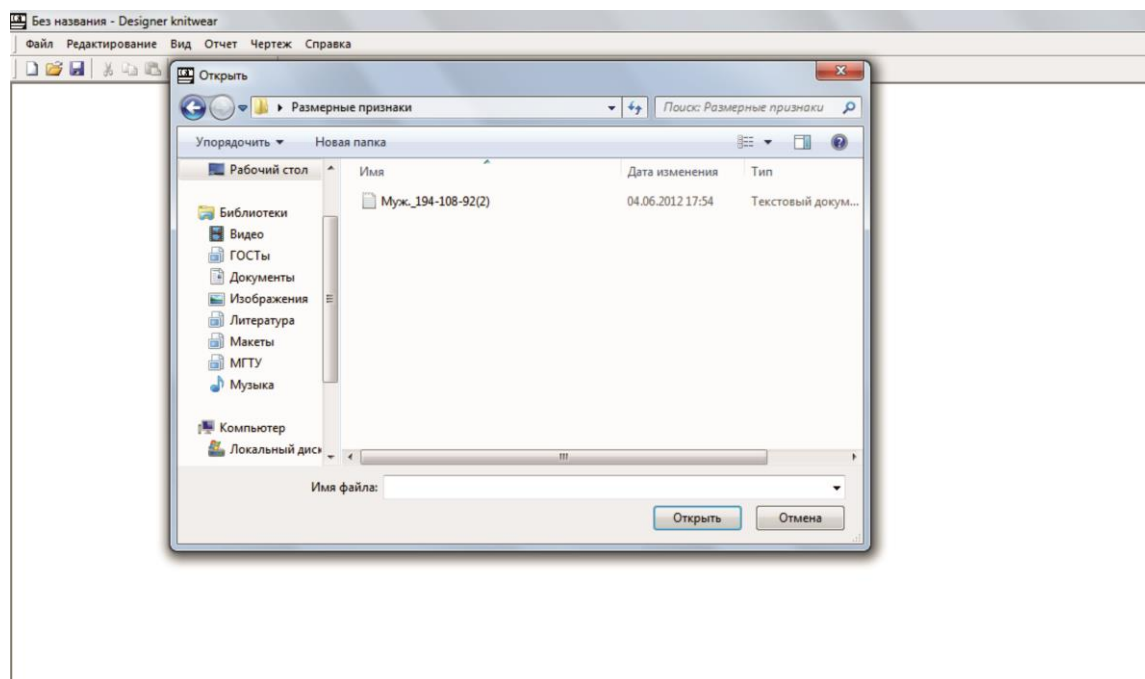 Без названия - Designer knitwear
Файл Редактирование Вид Отчет Чертеж Справка
Открыть
Размерные признаки
Поиск: Размерные признаки
Упорядочить Новая папка
Рабочий стол
Имя Дата изменения Тип
Муж._194-108-92(2) 04.06.2012 17:54 Текстовый докум...
Библиотеки
Видео
ГОСТы
Документы
Изображения
Литература
Макеты
МГТУ
Музыка
Компьютер
Локальный диск
Имя файла:
Открыть Отмена